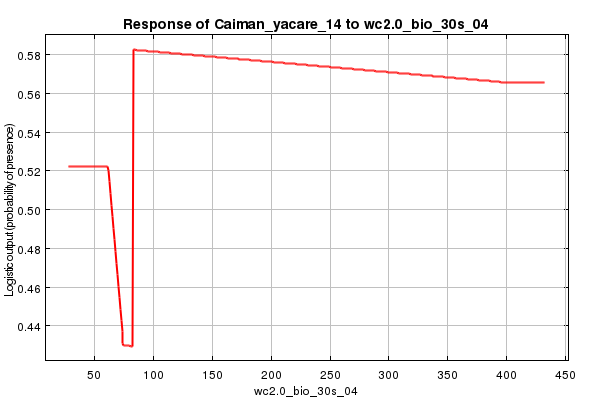 Response of Caiman_yacare_14 to wc2.0_bio_30s_04
Logistic output (probability of presence)
0.58
0.56
0.54
0.52
0.50
0.48
0.46
0.44
50 100 150 200 250 300 350 400 450
wc2.0_bio_30s_04